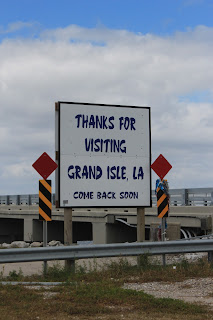 THANKS FOR
VISITING
GRAND ISLE, LA
COME BACK SOON